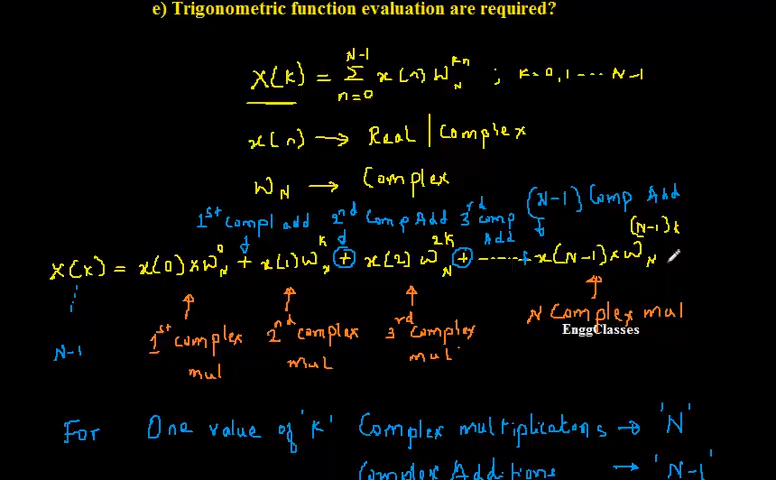 e) Trigonometric function evaluation are required?
X(k) = Σ_{n=0}^{N-1} x(n) W_N^{kn} ; k=0,1 ---- N-1
x(n) → Real | Complex
W_N → Complex
1st Compl add 2nd Comp Add 3rd comp Add (N-1) Comp Add
X(k) = x(0) x W_N^0 + x(1) W_N^k + x(2) W_N^{2k} + ------ + x(N-1) x W_N^{(N-1)k}
N-1
1st complex mul 2nd complex mul 3rd complex mul N Complex mul
EnggClasses
For One value of 'k' Complex multiplications → 'N'
Complex Additions → 'N-1'